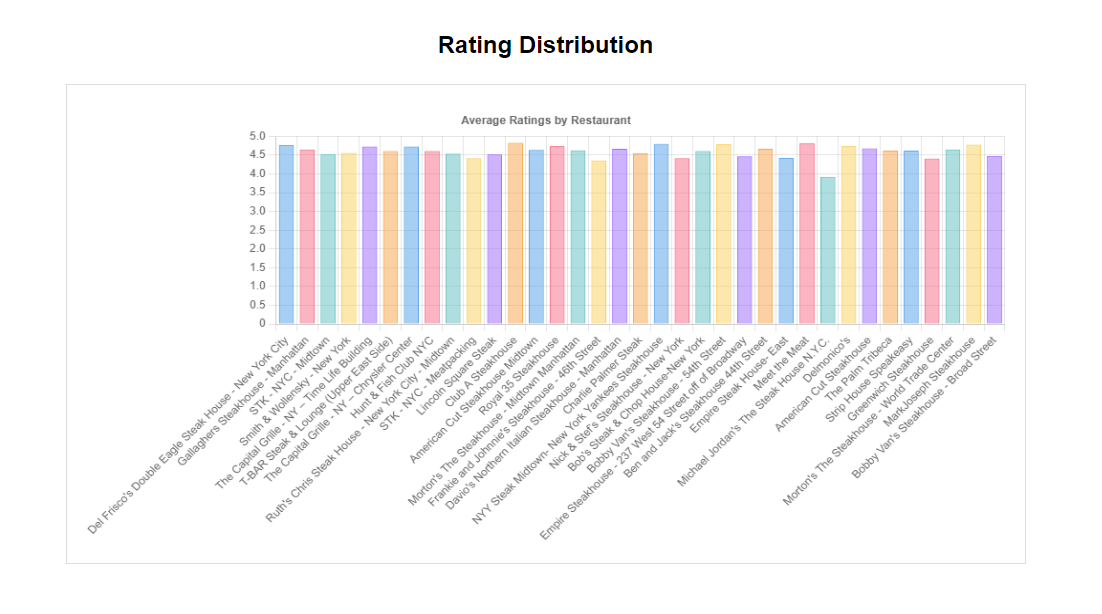 Rating Distribution
Average Ratings by Restaurant
5.0
4.5
4.0
3.5
3.0
2.5
2.0
1.5
1.0
0.5
0
Del Frisco's Double Eagle Steak House - New York City
Gallaghers Steakhouse - Manhattan
STK - NYC - Midtown
Smith & Wollensky - New York
The Capital Grille - NY – Time Life Building
T-BAR Steak & Lounge (Upper East Side)
The Capital Grille - NY – Chrysler Center
Hunt & Fish Club NYC
Ruth's Chris Steak House - New York City - Midtown
STK - NYC - Meatpacking
Lincoln Square Steak
Club A Steakhouse
American Cut Steakhouse Midtown
Royal 35 Steakhouse
Morton's The Steakhouse - Midtown Manhattan
Frankie and Johnnie's Steakhouse - 46th Street
Davio's Northern Italian Steakhouse - Manhattan
Charlie Palmer Steak
NYY Steak Midtown- New York Yankees Steakhouse
Nick & Stef's Steakhouse - New York
Bob's Steak & Chop House-New York
Bobby Van's Steakhouse - 54th Street
Empire Steakhouse - 237 West 54 Street off of Broadway
Ben and Jack's Steakhouse 44th Street
Empire Steak House- East
Meet the Meat
Michael Jordan's The Steak House N.Y.C.
Delmonico's
American Cut Steakhouse
The Palm Tribeca
Strip House Speakeasy
Greenwich Steakhouse
Morton's The Steakhouse - World Trade Center
MarkJoseph Steakhouse
Bobby Van's Steakhouse - Broad Street